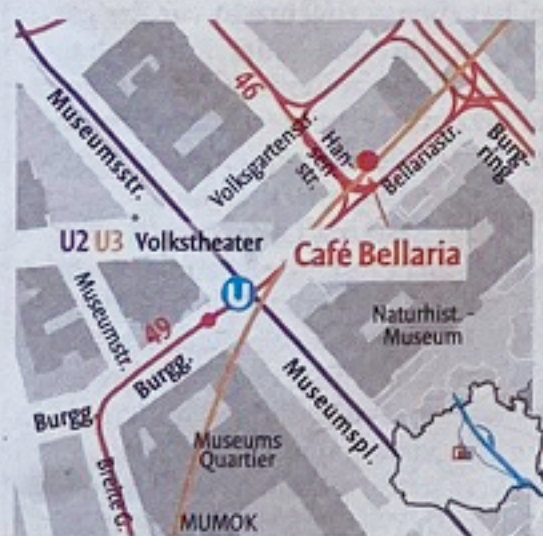 46
Museumsstr.
Volksgartenstr.
Han-
sen-
str.
Bellariastr.
Burg-
ring
U2 U3 Volkstheater
Café Bellaria
U
Museumstr.
49
Naturhist.-
Museum
Burgg.
Burgg.
Museumspl.
Museums
Quartier
Breite G.
MUMOK